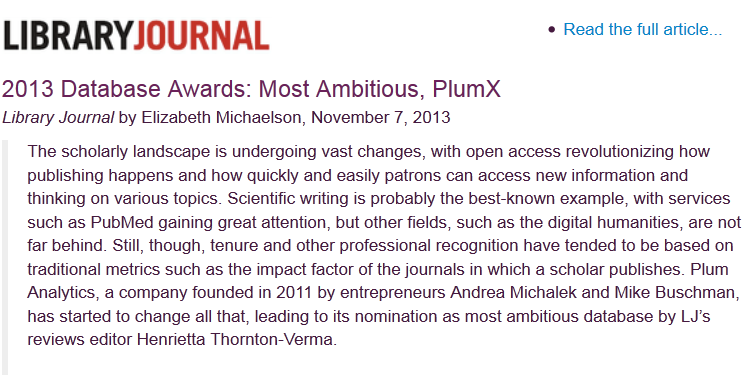 LIBRARYJOURNAL
• Read the full article...
2013 Database Awards: Most Ambitious, PlumX
Library Journal by Elizabeth Michaelson, November 7, 2013
The scholarly landscape is undergoing vast changes, with open access revolutionizing how
publishing happens and how quickly and easily patrons can access new information and
thinking on various topics. Scientific writing is probably the best-known example, with services
such as PubMed gaining great attention, but other fields, such as the digital humanities, are not
far behind. Still, though, tenure and other professional recognition have tended to be based on
traditional metrics such as the impact factor of the journals in which a scholar publishes. Plum
Analytics, a company founded in 2011 by entrepreneurs Andrea Michalek and Mike Buschman,
has started to change all that, leading to its nomination as most ambitious database by LJ’s
reviews editor Henrietta Thornton-Verma.